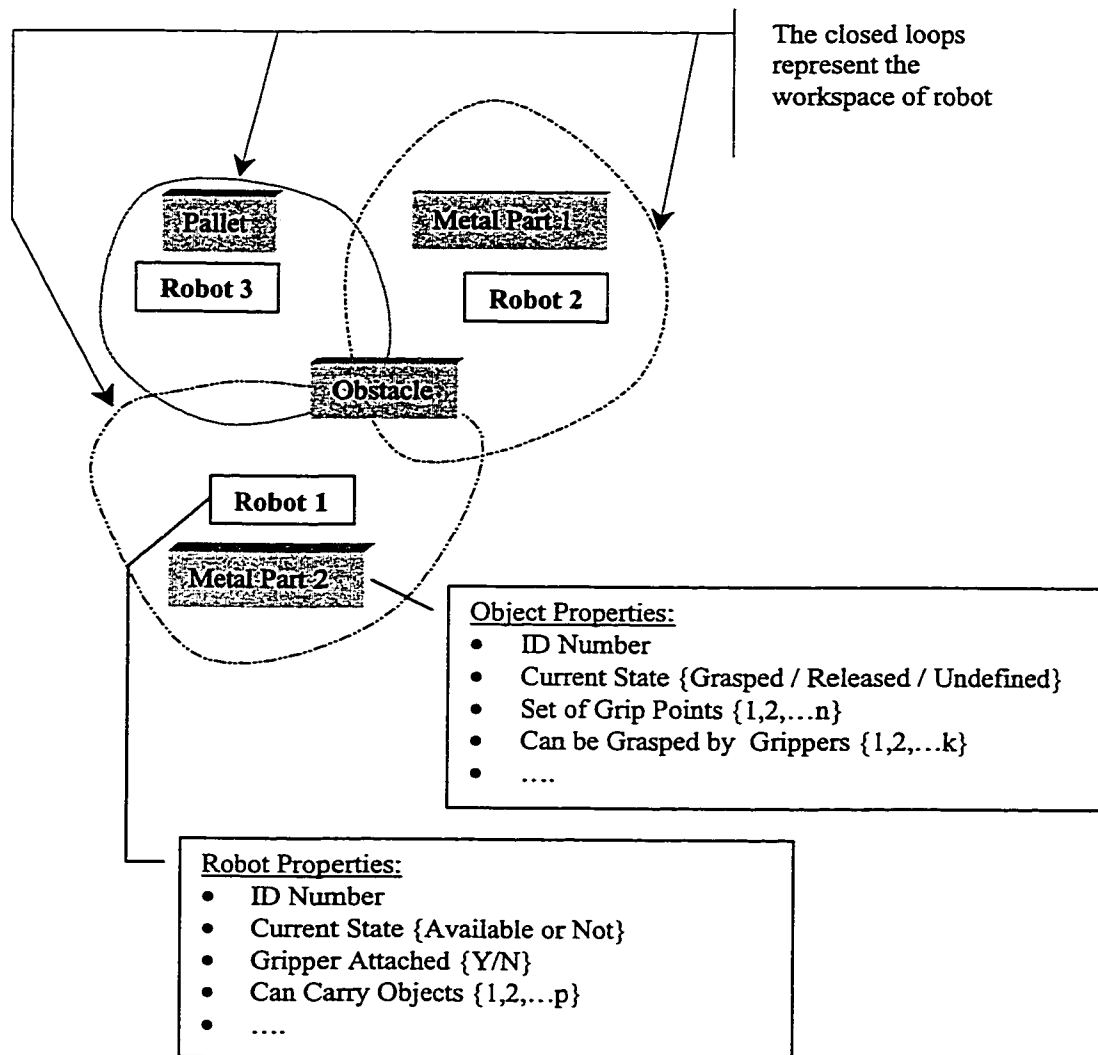 The closed loops
represent the
workspace of robot
Pallet
Metal Part 1
Robot 3
Robot 2
Obstacle
Robot 1
Metal Part 2
Object Properties:
• ID Number
• Current State {Grasped / Released / Undefined}
• Set of Grip Points {1,2,…n}
• Can be Grasped by Grippers {1,2,…k}
• ….
Robot Properties:
• ID Number
• Current State {Available or Not}
• Gripper Attached {Y/N}
• Can Carry Objects {1,2,…p}
• ….